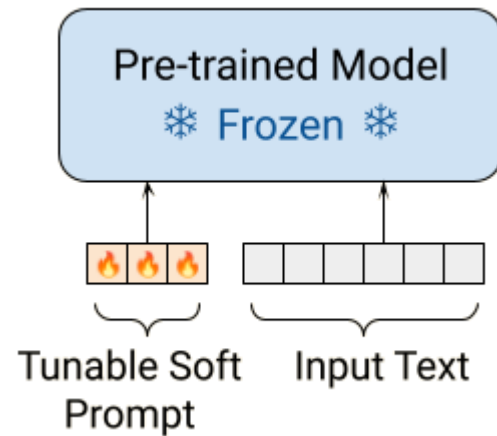 Pre-trained Model
❄ Frozen ❄
Tunable Soft Prompt
Input Text